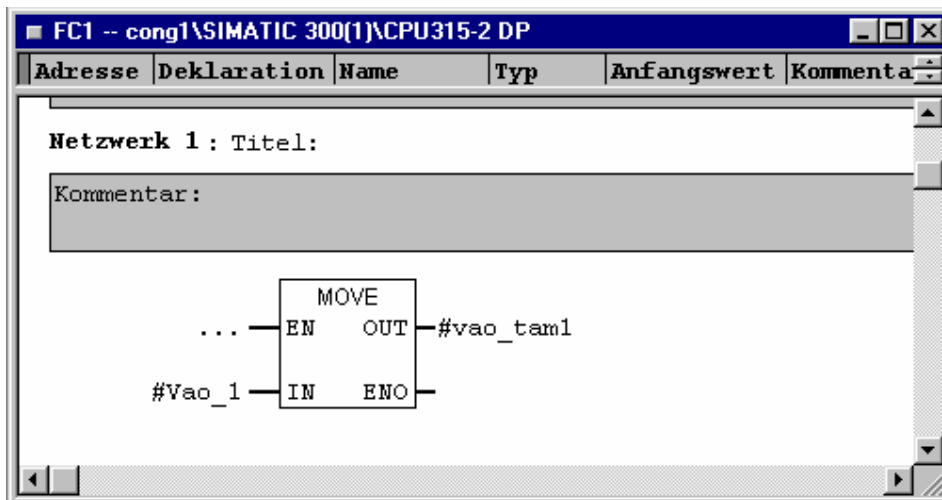 FC1 -- cong1\SIMATIC 300(1)\CPU315-2 DP
Adresse Deklaration Name Typ Anfangswert Kommenta
Netzwerk 1 : Titel:
Kommentar:
MOVE
... EN OUT #vao_tam1
#Vao_1 IN ENO